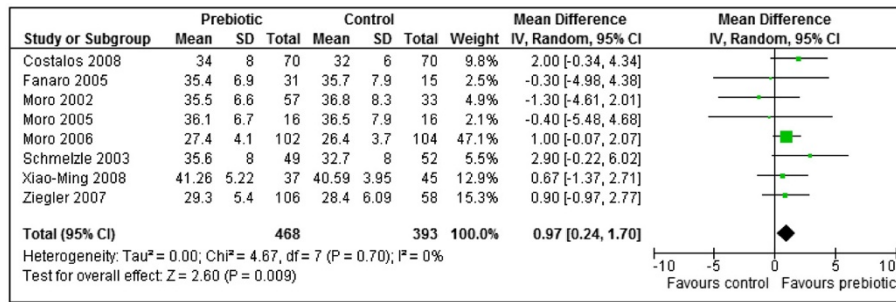 Prebiotic Control Mean Difference Mean Difference
Study or Subgroup Mean SD Total Mean SD Total Weight IV, Random, 95% CI IV, Random, 95% CI
Costalos 2008 34 8 70 32 6 70 9.8% 2.00 [-0.34, 4.34]
Fanaro 2005 35.4 6.9 31 35.7 7.9 15 2.5% -0.30 [-4.98, 4.38]
Moro 2002 35.5 6.6 57 36.8 8.3 33 4.9% -1.30 [-4.61, 2.01]
Moro 2005 36.1 6.7 16 36.5 7.9 16 2.1% -0.40 [-5.48, 4.68]
Moro 2006 27.4 4.1 102 26.4 3.7 104 47.1% 1.00 [-0.07, 2.07]
Schmelzle 2003 35.6 8 49 32.7 8 52 5.5% 2.90 [-0.22, 6.02]
Xiao-Ming 2008 41.26 5.22 37 40.59 3.95 45 12.9% 0.67 [-1.37, 2.71]
Ziegler 2007 29.3 5.4 106 28.4 6.09 58 15.3% 0.90 [-0.97, 2.77]
Total (95% CI) 468 393 100.0% 0.97 [0.24, 1.70]
Heterogeneity: Tau² = 0.00; Chi² = 4.67, df = 7 (P = 0.70); I² = 0%
Test for overall effect: Z = 2.60 (P = 0.009)
-10 -5 0 5 10
Favours control Favours prebiotic